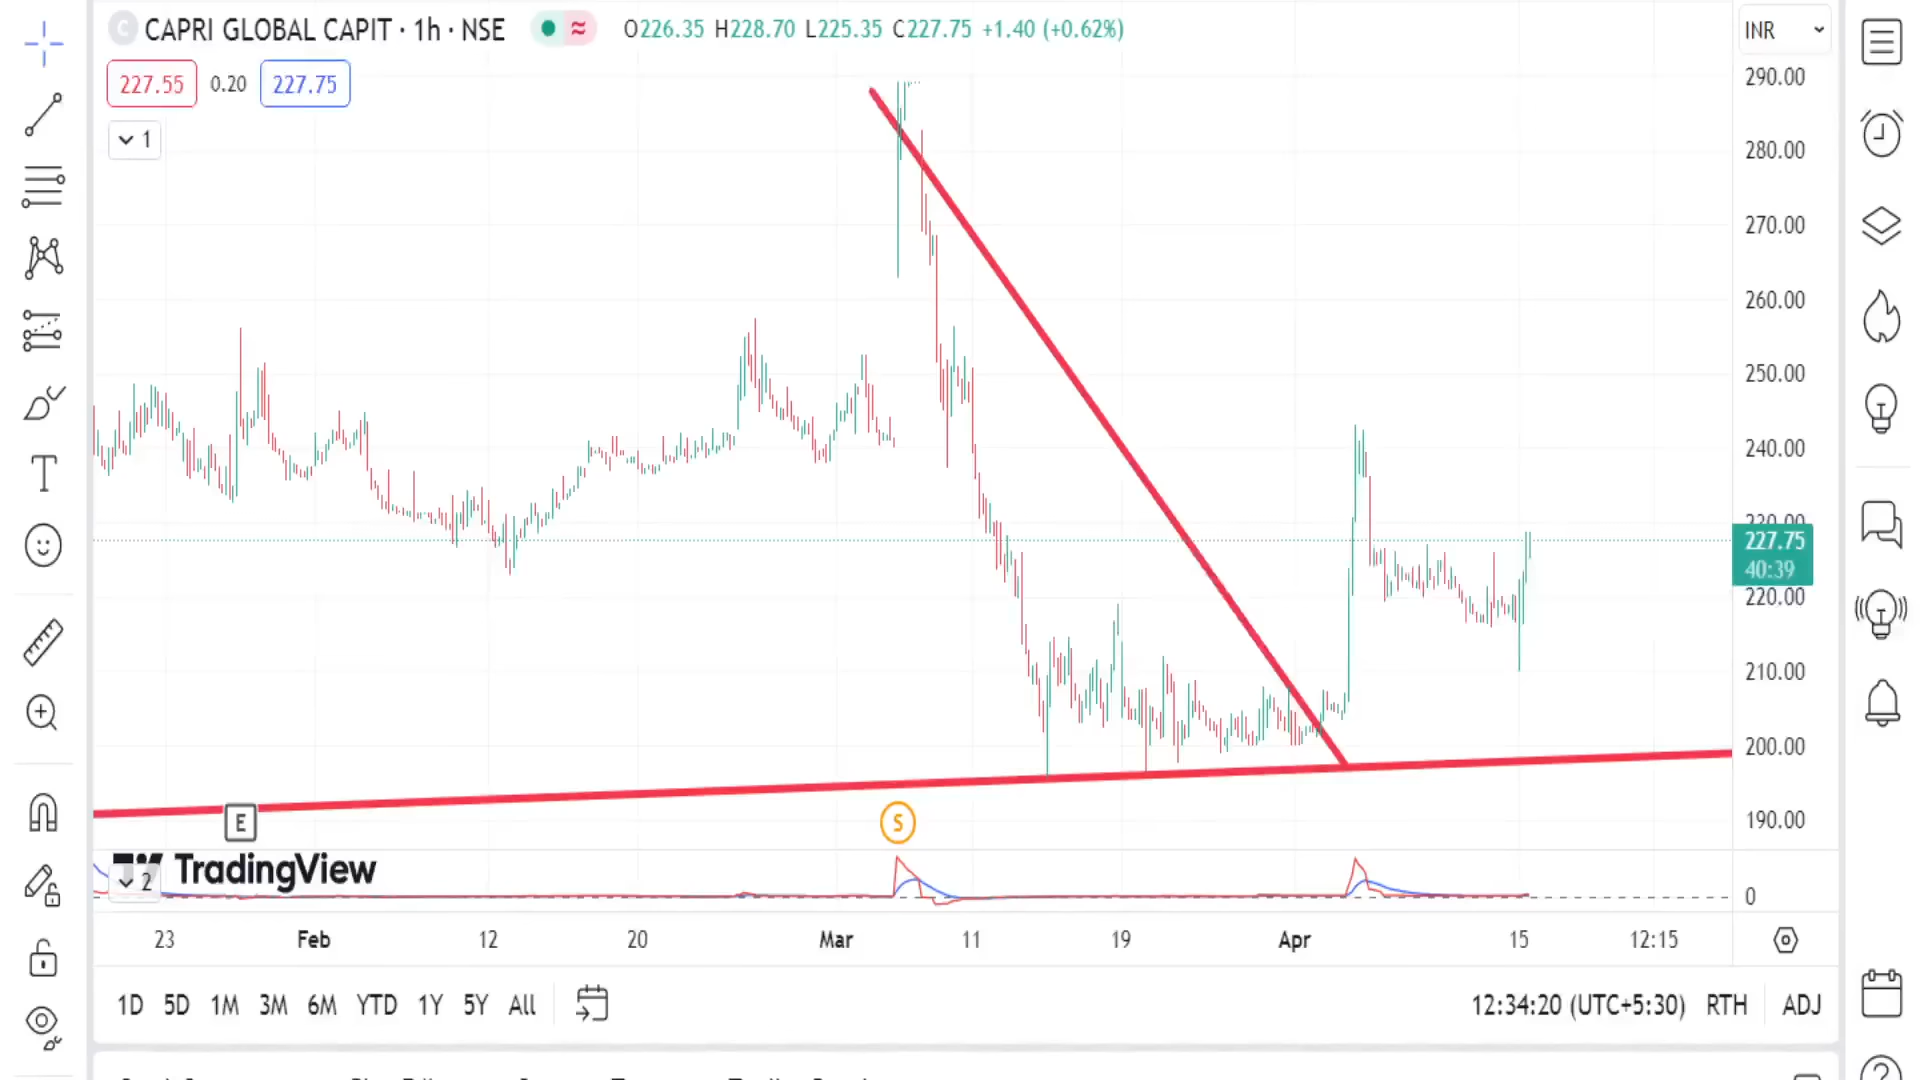 C CAPRI GLOBAL CAPIT · 1h · NSE ≈ O226.35 H228.70 L225.35 C227.75 +1.40 (+0.62%) INR
227.55 0.20 227.75
1
290.00
280.00
270.00
260.00
250.00
240.00
230.00
227.75
40:39
220.00
210.00
200.00
190.00
E S
TradingView
2
0
23 Feb 12 20 Mar 11 19 Apr 15 12:15
1D 5D 1M 3M 6M YTD 1Y 5Y All 12:34:20 (UTC+5:30) RTH ADJ